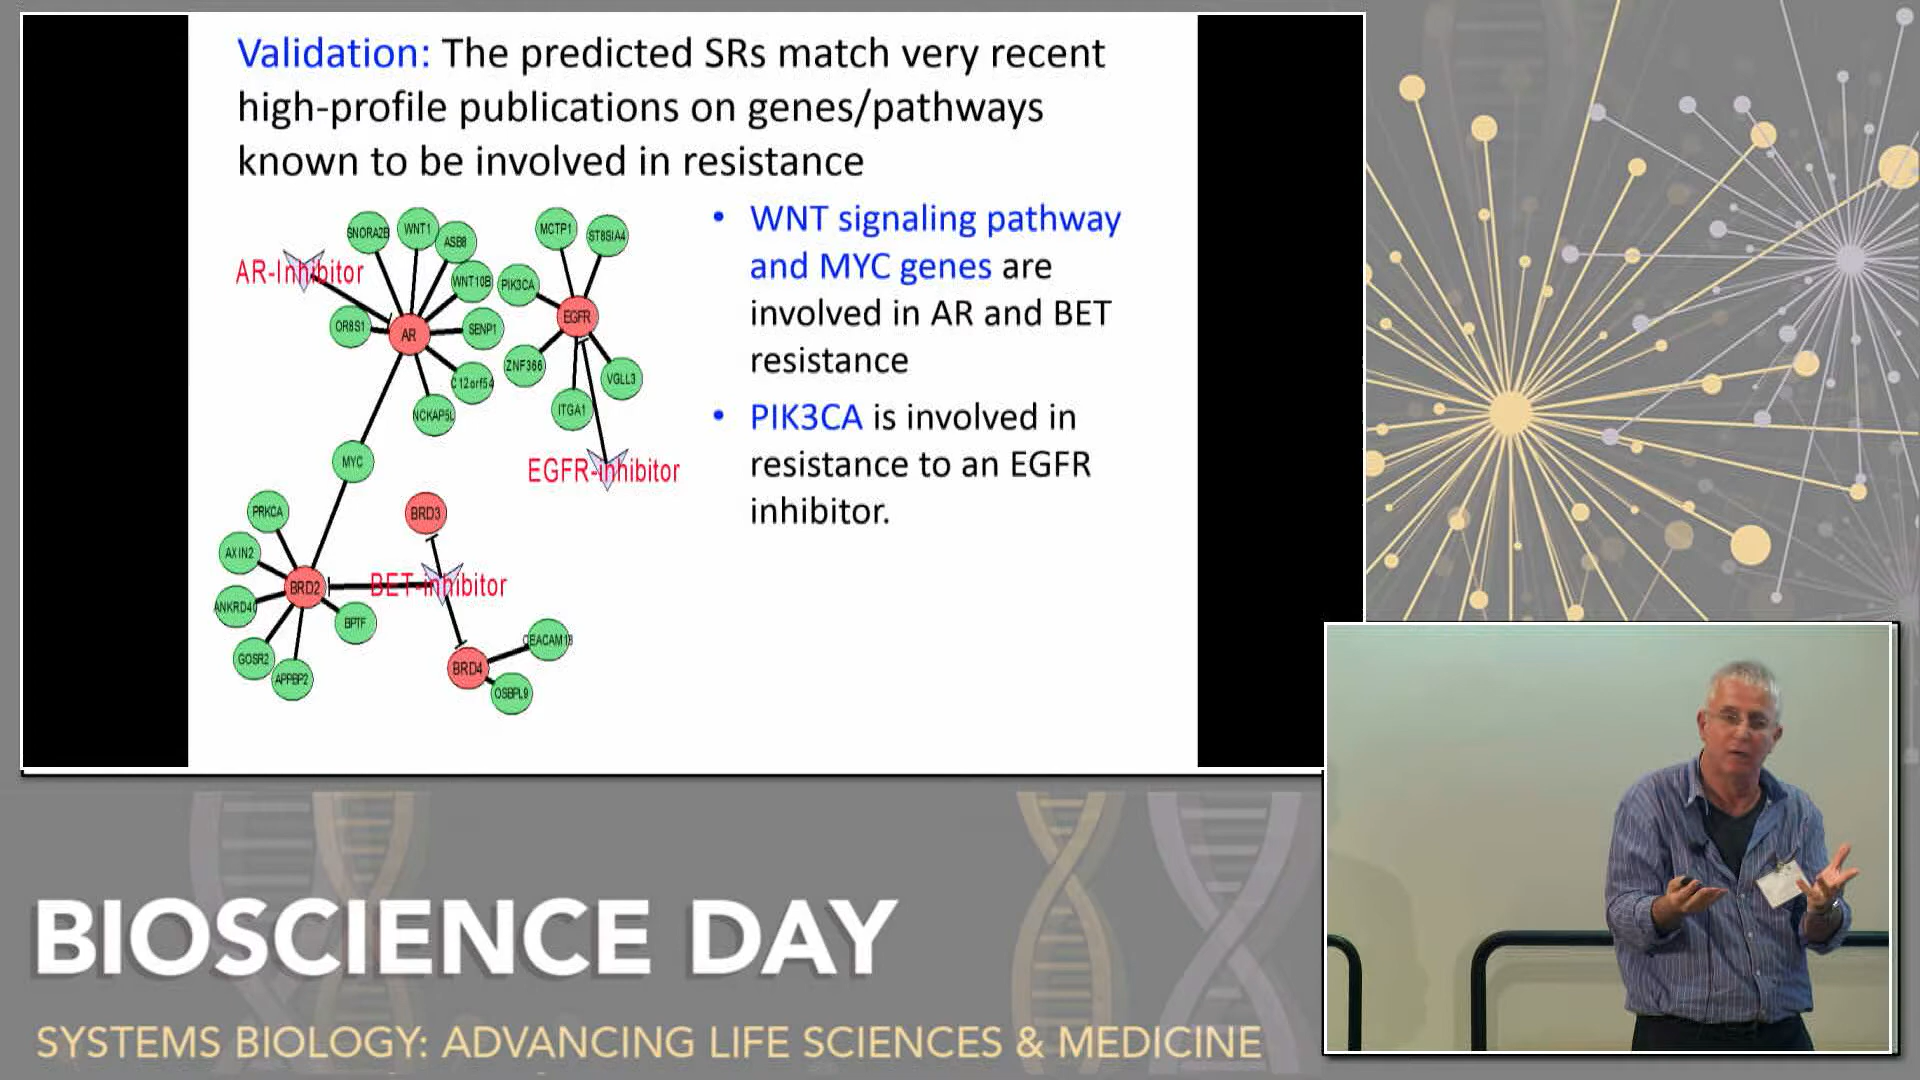 Validation: The predicted SRs match very recent
high-profile publications on genes/pathways
known to be involved in resistance
• WNT signaling pathway
and MYC genes are
involved in AR and BET
resistance
• PIK3CA is involved in
resistance to an EGFR
inhibitor.
SNORA2B
WNT1
ASB8
AR-Inhibitor
WNT10B
OR8S1
AR
SENP1
C12orf54
NCKAP5L
MYC
MCTP1
ST8SIA4
PIK3CA
EGFR
ZNF366
VGLL3
ITGA1
EGFR-inhibitor
PRKCA
BRD3
AXIN2
BRD2
BET-inhibitor
ANKRD40
BPTF
GOSR2
APPBP2
BRD4
OSBPL9
BIOSCIENCE DAY
SYSTEMS BIOLOGY: ADVANCING LIFE SCIENCES & MEDICINE